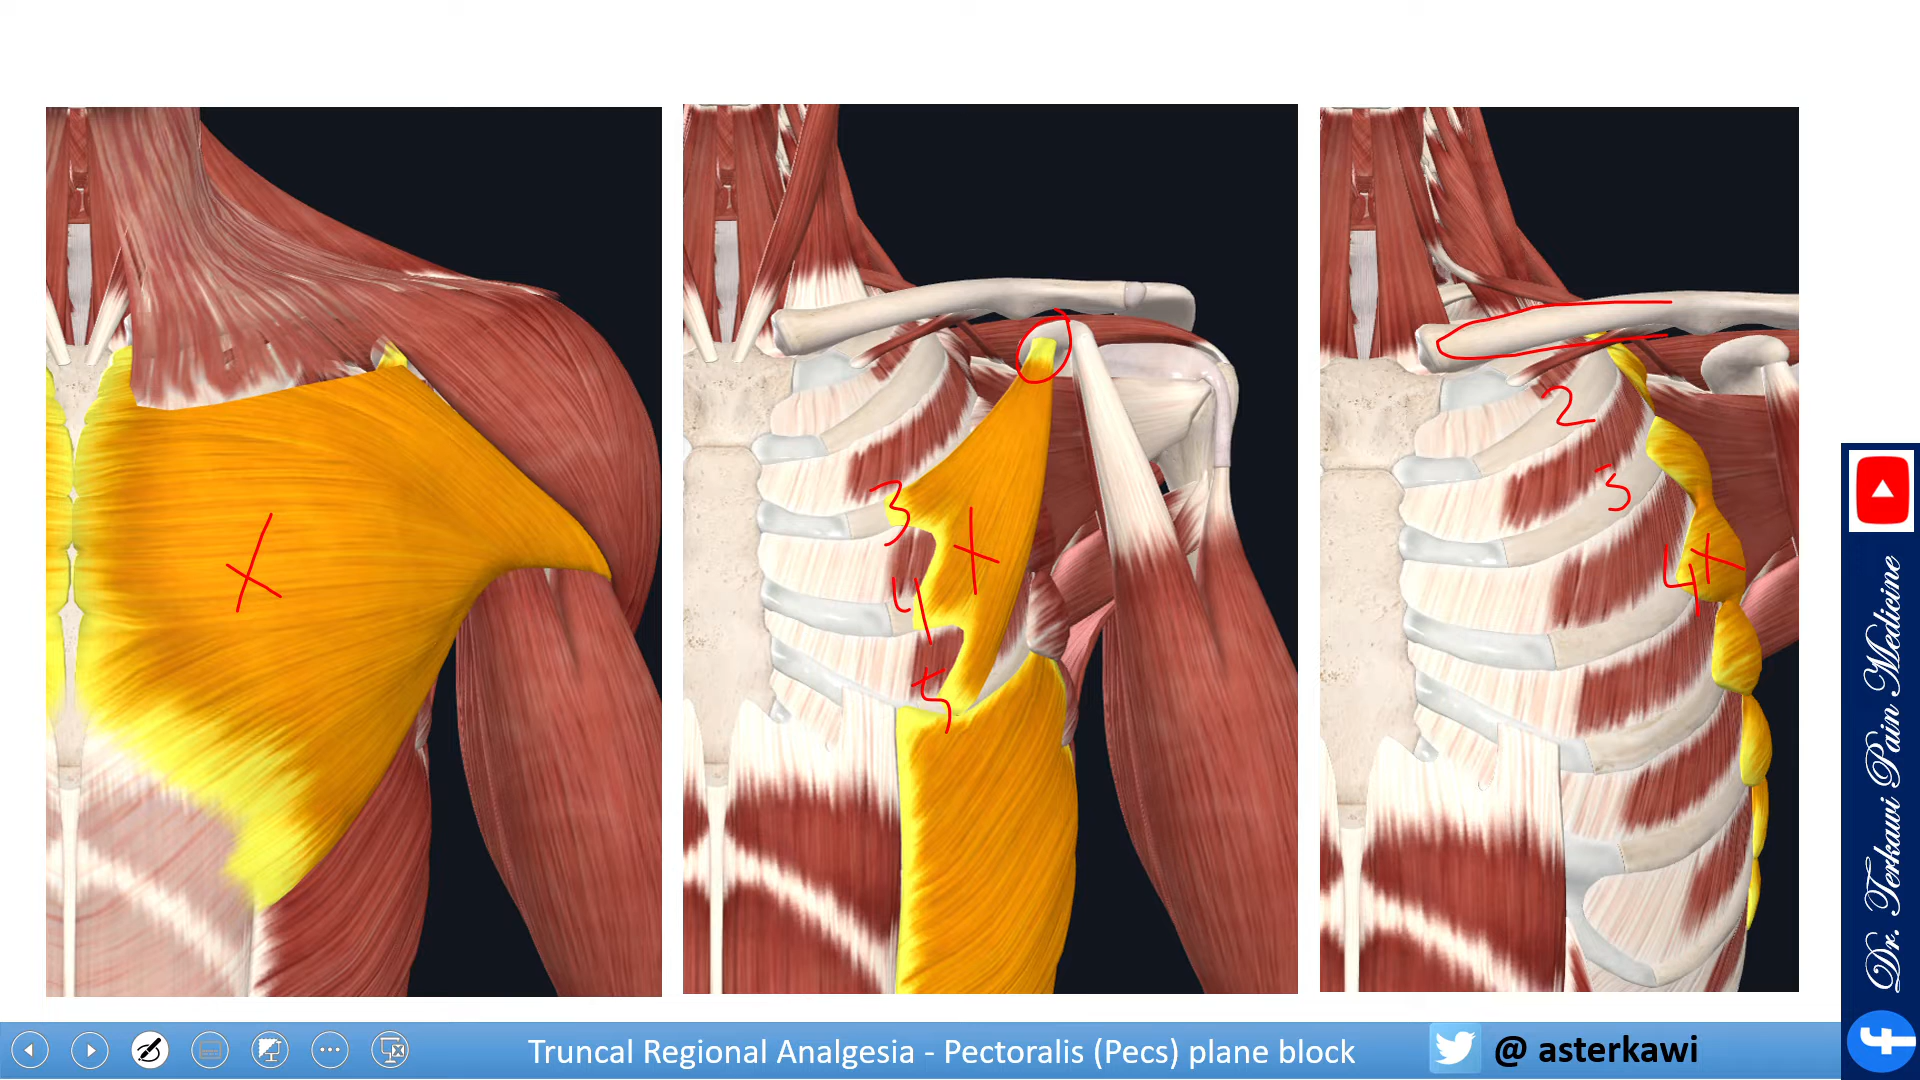 3
4
5
2
3
4
Dr. Terkawi Pain Medicine
Truncal Regional Analgesia - Pectoralis (Pecs) plane block
@ asterkawi